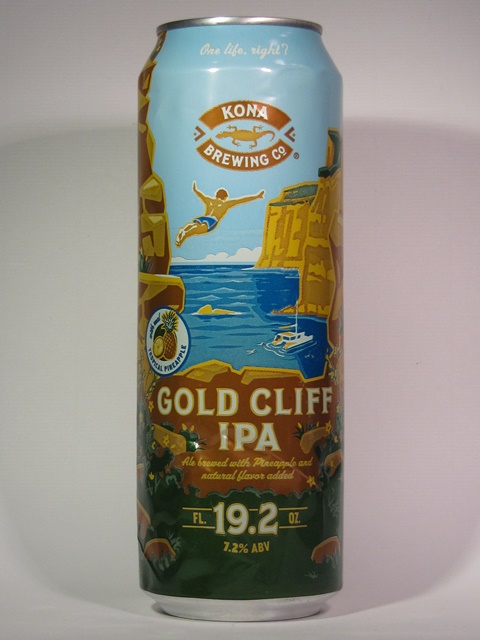 One life, right?
KONA
BREWING CO
®
TROPICAL PINEAPPLE
GOLD CLIFF
IPA
Ale brewed with Pineapple and
natural flavor added
FL. 19.2 OZ.
7.2% ABV